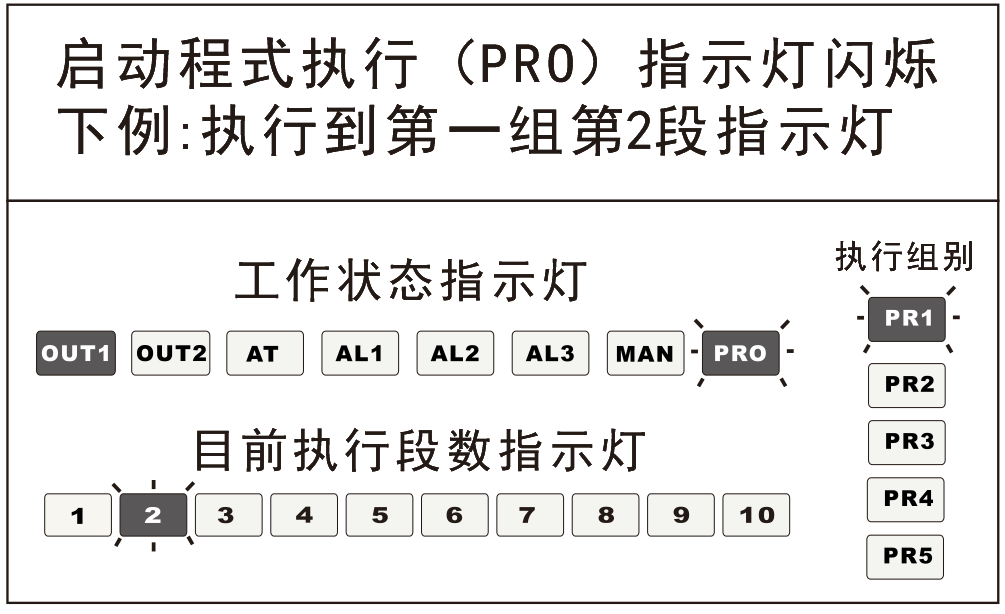 启动程式执行（PRO）指示灯闪烁
下例:执行到第一组第2段指示灯
工作状态指示灯
OUT1 OUT2 AT AL1 AL2 AL3 MAN PRO
目前执行段数指示灯
1 2 3 4 5 6 7 8 9 10
执行组别
PR1
PR2
PR3
PR4
PR5